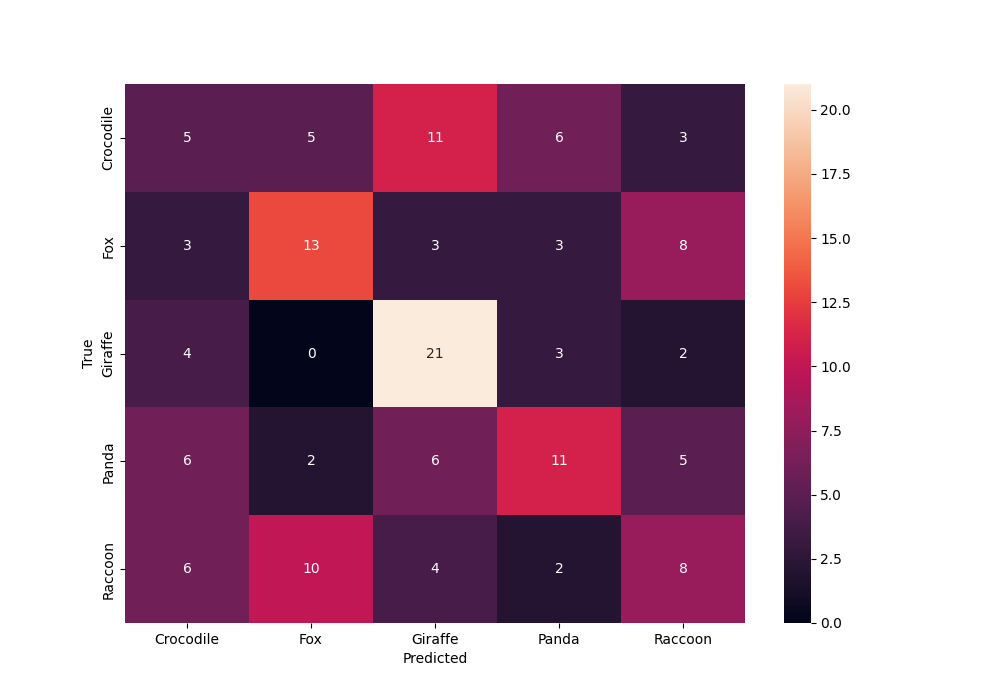 Crocodile 5 5 11 6 3
Fox 3 13 3 3 8
Giraffe 4 0 21 3 2
Panda 6 2 6 11 5
Raccoon 6 10 4 2 8
True
Crocodile Fox Giraffe Panda Raccoon
Predicted
20.0
17.5
15.0
12.5
10.0
7.5
5.0
2.5
0.0